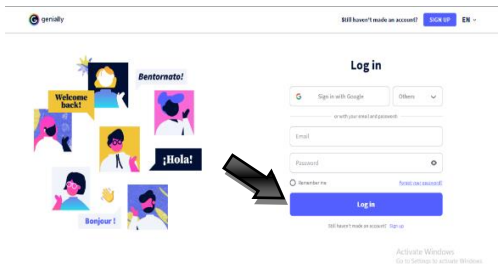 genially
Still haven't made an account?
SIGN UP
EN
Bentornato!
Welcome
back!
¡Hola!
Bonjour !
Log in
Sign in with Google
Others
or with your email and password
Email
Password
Remember me
Forgot your password?
Log in
Still haven't made an account? Sign up
Activate Windows
Go to Settings to activate Windows.